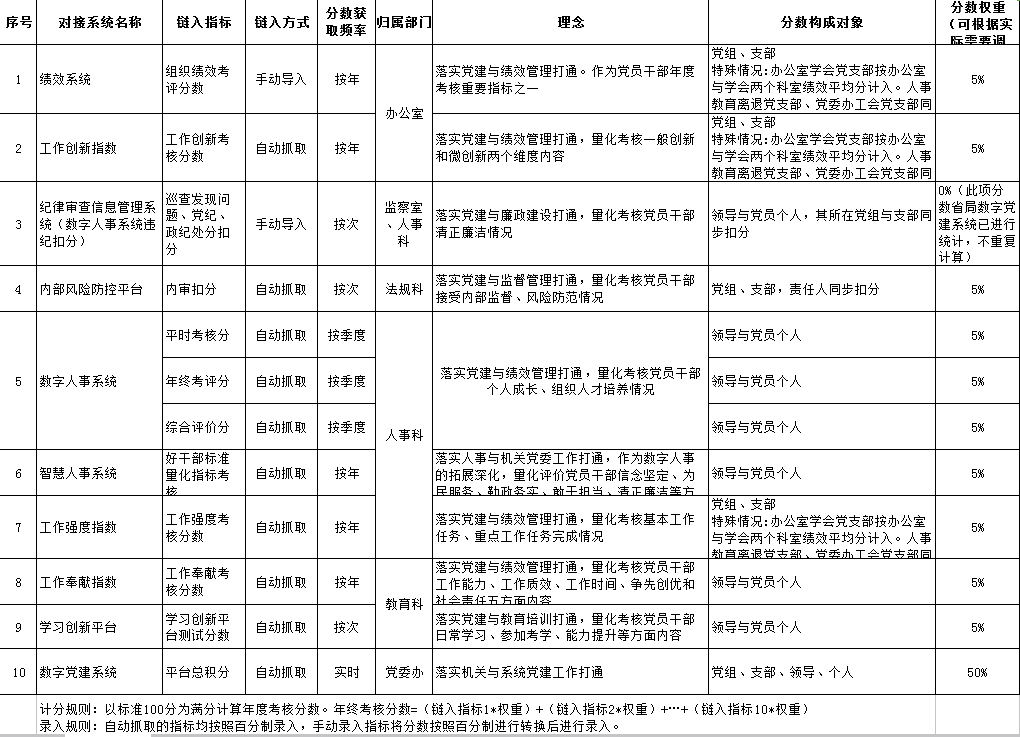 序号 对接系统名称 链入指标 链入方式 分数获取频率 归属部门 理念 分数构成对象 分数权重（可根据实际需要调
1 绩效系统 组织绩效考评分数 手动导入 按年 办公室 落实党建与绩效管理打通。作为党员干部年度考核重要指标之一 党组、支部
特殊情况:办公室学会党支部按办公室与学会两个科室绩效平均分计入。人事教育离退党支部、党委办工会党支部同 5%
2 工作创新指数 工作创新考核分数 自动抓取 按年 落实党建与绩效管理打通，量化考核一般创新和微创新两个维度内容 党组、支部
特殊情况:办公室学会党支部按办公室与学会两个科室绩效平均分计入。人事教育离退党支部、党委办工会党支部同 5%
3 纪律审查信息管理系统（数字人事系统违纪扣分） 巡查发现问题、党纪、政纪处分扣分 手动导入 按次 监察室、人事科 落实党建与廉政建设打通，量化考核党员干部清正廉洁情况 领导与党员个人，其所在党组与支部同步扣分 0%（此项分数省局数字党建系统已进行统计，不重复计算）
4 内部风险防控平台 内审扣分 自动抓取 按次 法规科 落实党建与监督管理打通，量化考核党员干部接受内部监督、风险防范情况 党组、支部，责任人同步扣分 5%
5 数字人事系统 平时考核分 自动抓取 按季度 人事科 落实党建与绩效管理打通，量化考核党员干部个人成长、组织人才培养情况 领导与党员个人 5%
年终考评分 自动抓取 按季度 领导与党员个人 5%
综合评价分 自动抓取 按季度 领导与党员个人 5%
6 智慧人事系统 好干部标准量化指标考核 自动抓取 按年 落实人事与机关党委工作打通，作为数字人事的拓展深化，量化评价党员干部信念坚定、为民服务、勤政务实、敢于担当、清正廉洁等方 领导与党员个人 5%
7 工作强度指数 工作强度考核分数 自动抓取 按年 落实党建与绩效管理打通，量化考核基本工作任务、重点工作任务完成情况 党组、支部
特殊情况:办公室学会党支部按办公室与学会两个科室绩效平均分计入。人事教育离退党支部、党委办工会党支部同 5%
8 工作奉献指数 工作奉献考核分数 自动抓取 按年 教育科 落实党建与绩效管理打通，量化考核党员干部工作能力、工作质效、工作时间、争先创优和社会责任五方面内容 领导与党员个人 5%
9 学习创新平台 学习创新平台测试分数 自动抓取 按次 落实党建与教育培训打通，量化考核党员干部日常学习、参加考学、能力提升等方面内容 领导与党员个人 5%
10 数字党建系统 平台总积分 自动抓取 实时 党委办 落实机关与系统党建工作打通 党组、支部、领导、个人 50%
计分规则：以标准100分为满分计算年度考核分数。年终考核分数=（链入指标1*权重）+（链入指标2*权重）+…+（链入指标10*权重）
录入规则：自动抓取的指标均按照百分制录入，手动录入指标将分数按照百分制进行转换后进行录入。